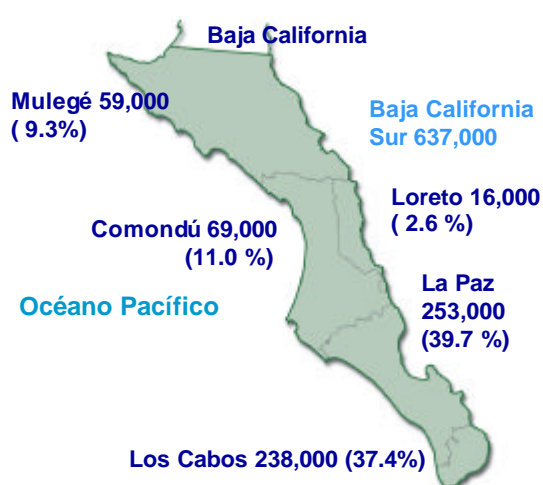 Baja California
Mulegé 59,000
( 9.3%)
Baja California
Sur 637,000
Loreto 16,000
( 2.6 %)
Comondú 69,000
(11.0 %)
La Paz
253,000
(39.7 %)
Océano Pacífico
Los Cabos 238,000 (37.4%)